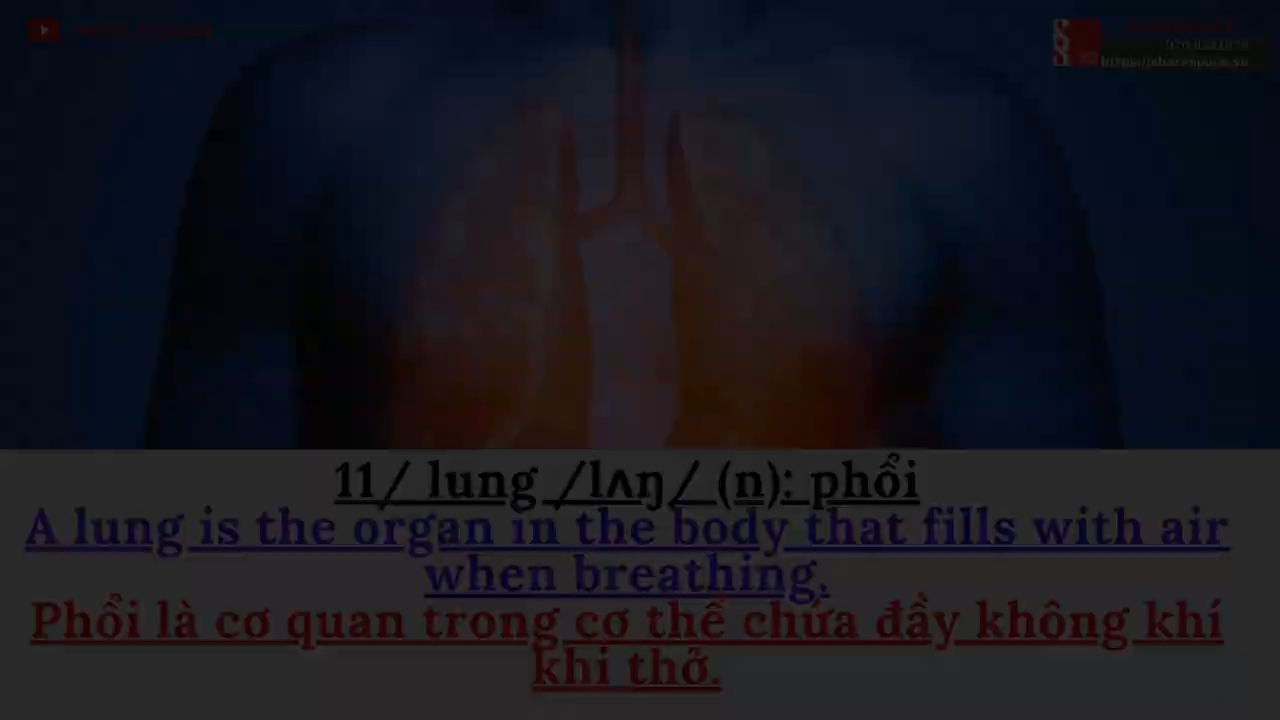 11/ lung /lʌŋ/ (n): phổi
A lung is the organ in the body that fills with air
when breathing.
Phổi là cơ quan trong cơ thể chứa đầy không khí
khi thở.